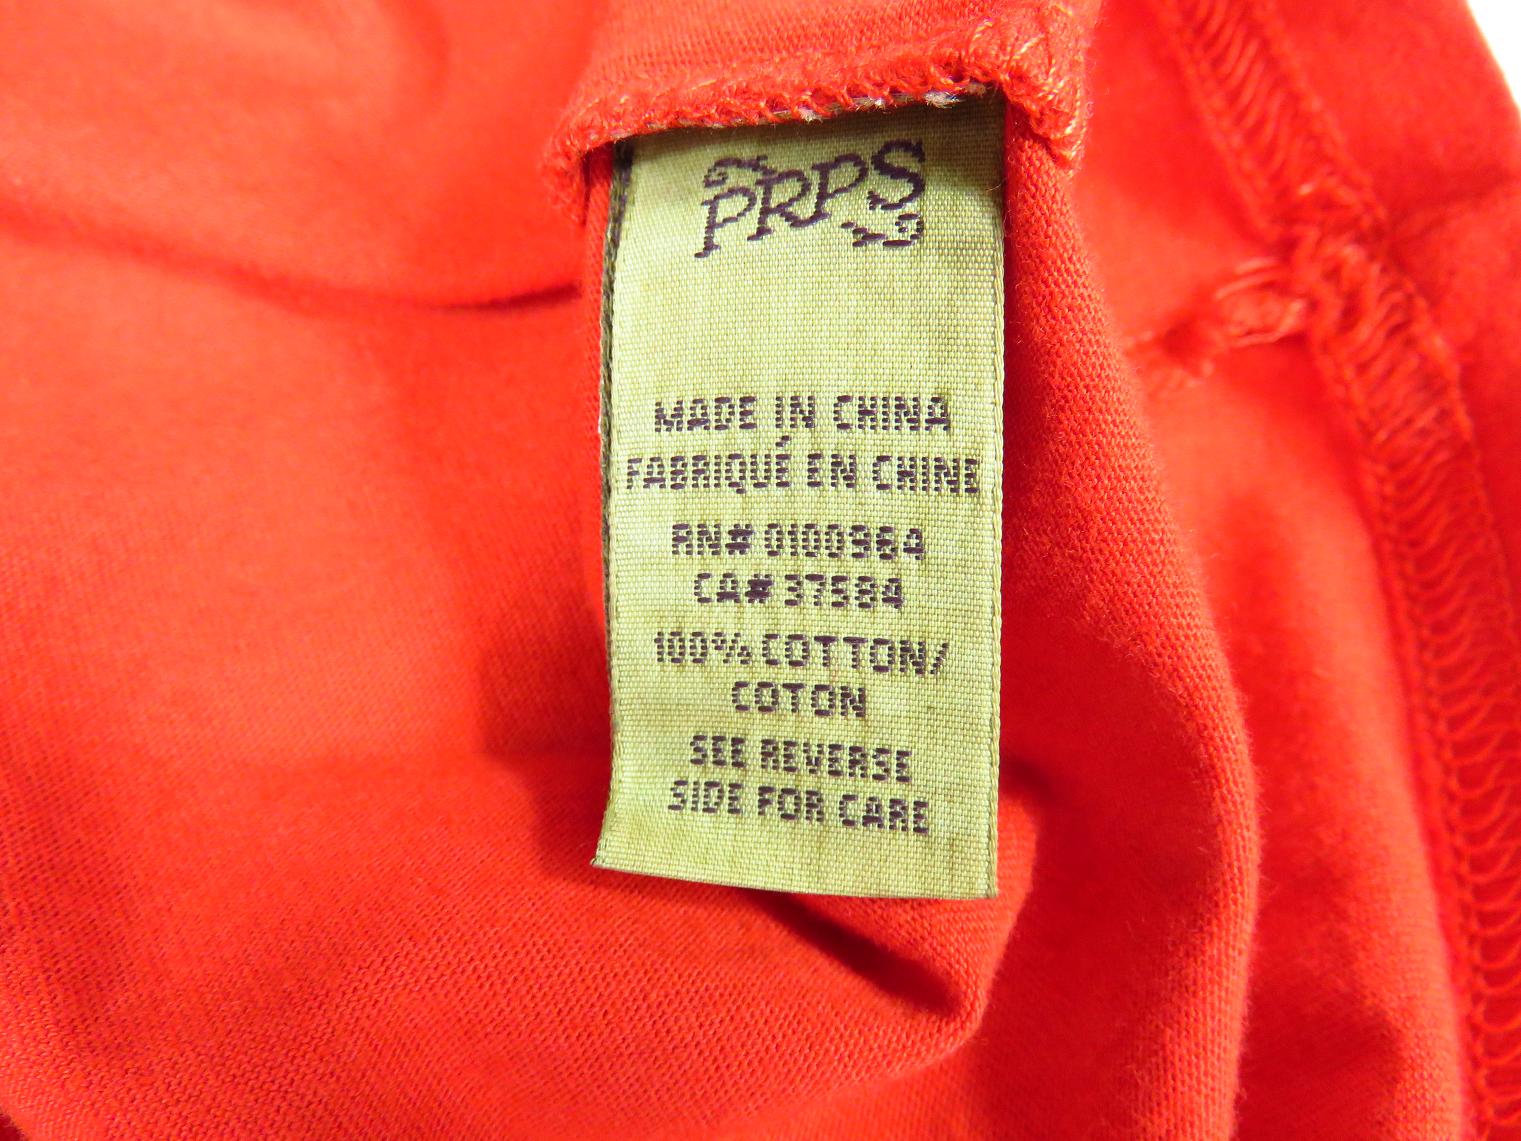 PRPS
MADE IN CHINA
FABRIQUÉ EN CHINE
RN# 0100964
CA# 37584
100% COTTON/
COTON
SEE REVERSE
SIDE FOR CARE